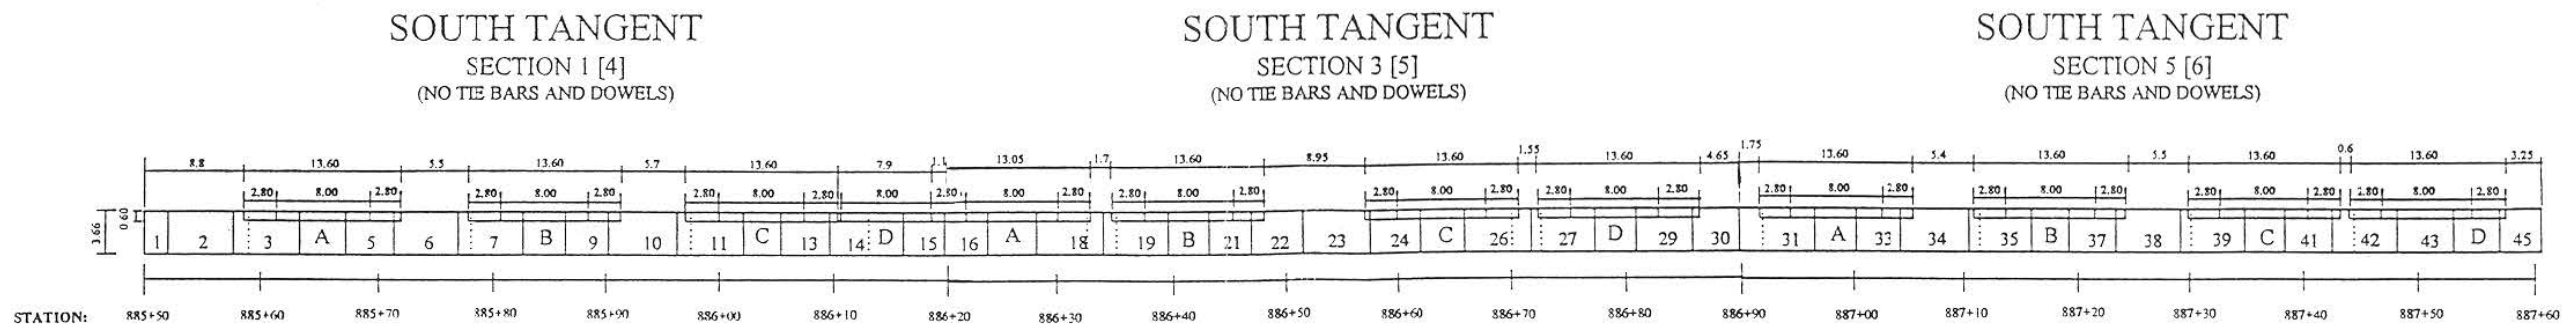 SOUTH TANGENT SOUTH TANGENT SOUTH TANGENT
SECTION 1 [4] SECTION 3 [5] SECTION 5 [6]
(NO TIE BARS AND DOWELS) (NO TIE BARS AND DOWELS) (NO TIE BARS AND DOWELS)
8.8 13.60 5.5 13.60 5.7 13.60 7.9 1.1 13.05 1.7 13.60 8.95 13.60 1.55 13.60 4.65 1.75 13.60 5.4 13.60 5.5 13.60 0.6 13.60 3.25
2.80 8.00 2.80 2.80 8.00 2.80 2.80 8.00 2.80 8.00 2.80 8.00 2.80 2.80 8.00 2.80 2.80 8.00 2.80 2.80 8.00 2.80 2.80 8.00 2.80 2.80 8.00 2.80 2.80 8.00 2.80 2.80 8.00 2.80
3.66 0.60
1 2 3 A 5 6 7 B 9 10 11 C 13 14 D 15 16 A 18 19 B 21 22 23 24 C 26 27 D 29 30 31 A 33 34 35 B 37 38 39 C 41 42 43 D 45
STATION: 885+50 885+60 885+70 885+80 885+90 886+00 886+10 886+20 886+30 886+40 886+50 886+60 886+70 886+80 886+90 887+00 887+10 887+20 887+30 887+40 887+50 887+60